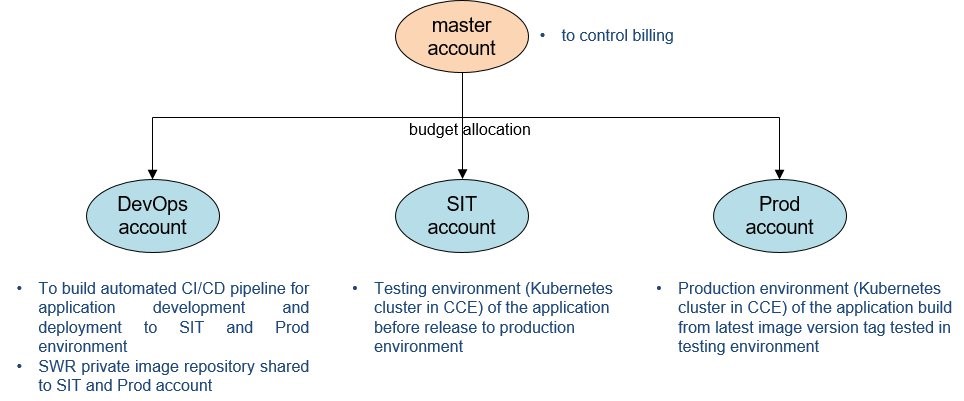 master
account
• to control billing
budget allocation
DevOps
account
SIT
account
Prod
account
• To build automated CI/CD pipeline for
application development and
deployment to SIT and Prod
environment
• SWR private image repository shared
to SIT and Prod account
• Testing environment (Kubernetes
cluster in CCE) of the application
before release to production
environment
• Production environment (Kubernetes
cluster in CCE) of the application build
from latest image version tag tested in
testing environment